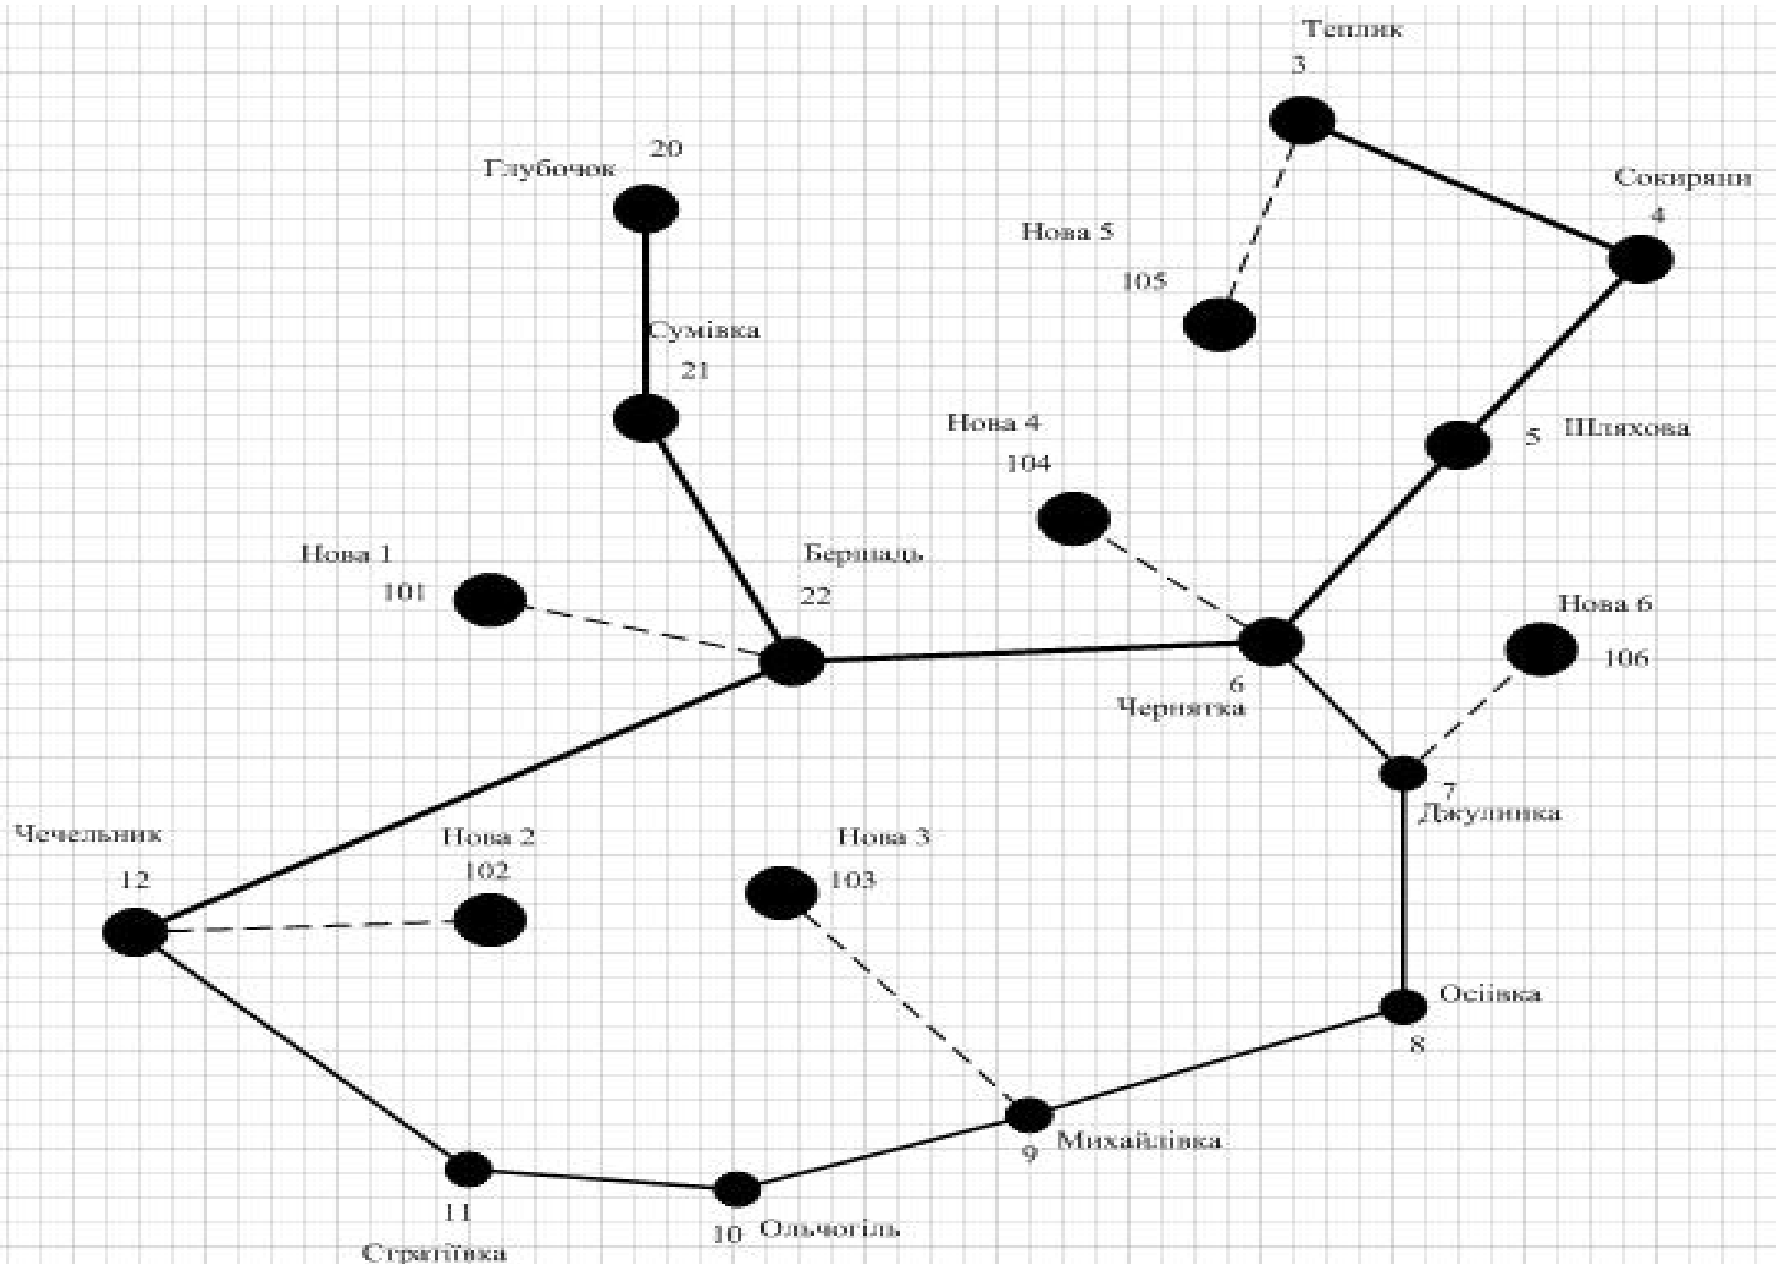 Теплик
3
20
Глубочок
Сокиряни
4
Нова 5
105
Сумівка
21
Нова 4
104
5 Шляхова
Нова 1
101
Бершадь
22
Нова 6
106
6
Чернятка
7
Джулинка
Чечельник
12
Нова 2
102
Нова 3
103
Осіївка
8
Михайлівка
9
11
Стратіївка
10 Ольчогіль